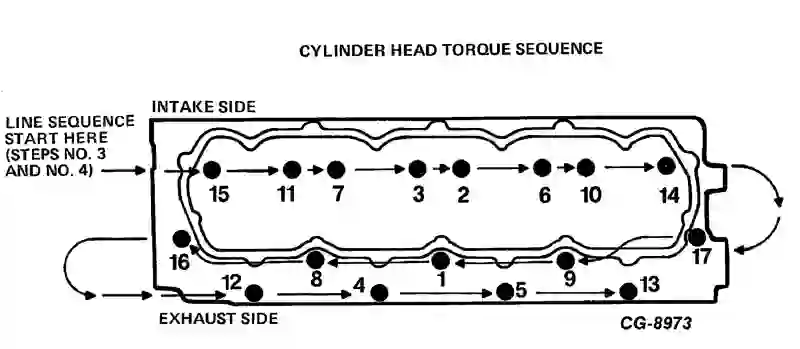 CYLINDER HEAD TORQUE SEQUENCE
INTAKE SIDE
LINE SEQUENCE
START HERE
(STEPS NO. 3
AND NO. 4)
15 11 7 3 2 6 10 14
16 8 1 9 17
12 4 5 13
EXHAUST SIDE
CG-8973